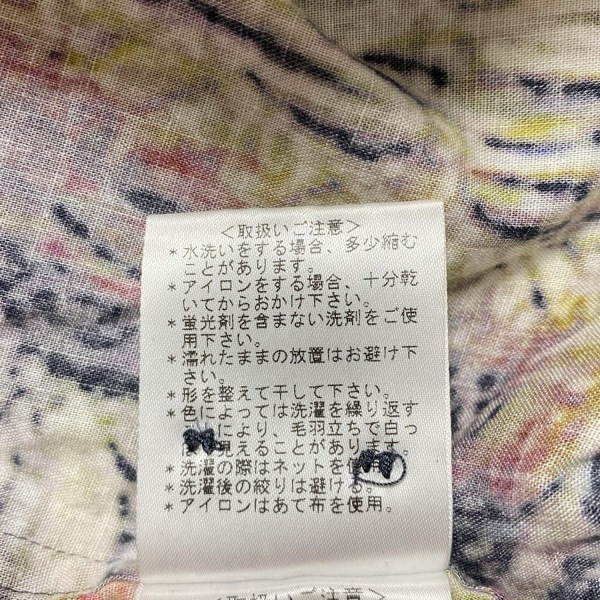 ＜取扱いご注意＞
＊水洗いをする場合、多少縮む
ことがあります。
＊アイロンをする場合、十分乾
いてからおかけ下さい。
＊蛍光剤を含まない洗剤をご使
用下さい。
＊濡れたままの放置はお避け下
さい。
＊形を整えて干して下さい。
＊色によっては洗濯を繰り返す
により、毛羽立ちで白っ
見えることがあります。
＊洗濯の際はネットを使用
＊洗濯後の絞りは避ける。
＊アイロンはあて布を使用。
＜取扱いご注意＞